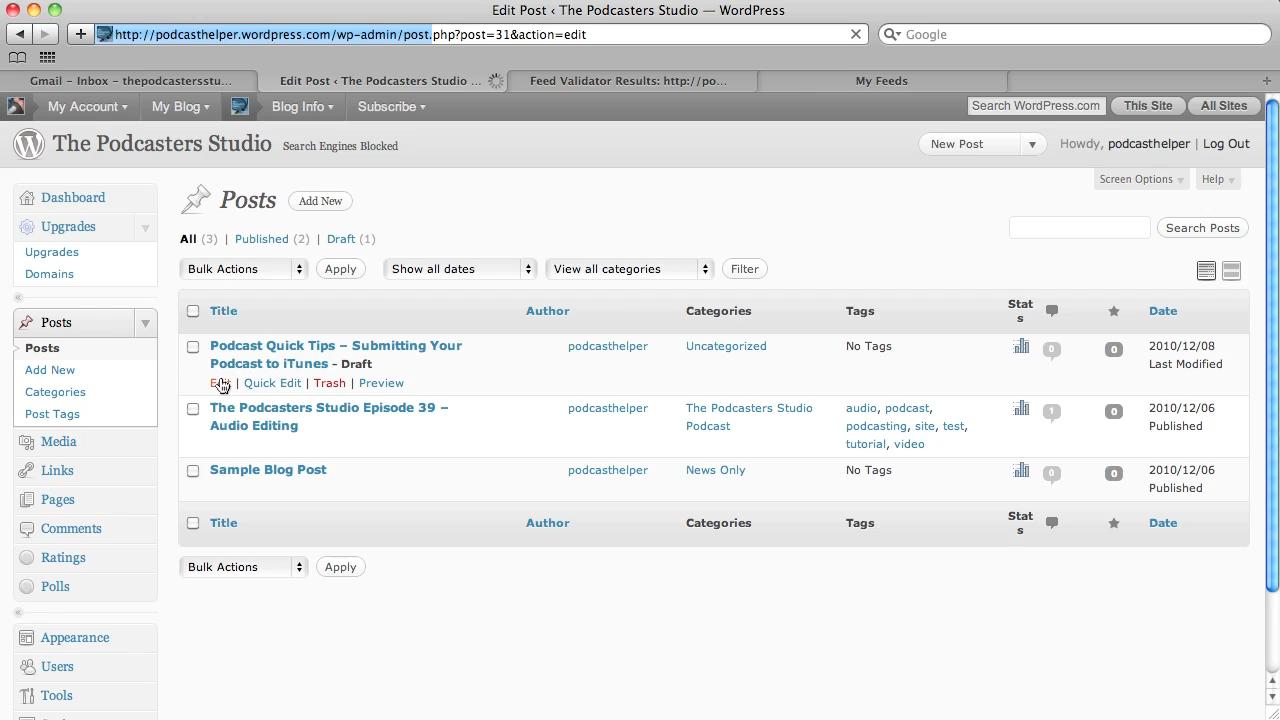 Edit Post ‹ The Podcasters Studio — WordPress
http://podcasthelper.wordpress.com/wp-admin/post.php?post=31&action=edit
Google
Gmail – Inbox – thepodcastersstu...
Edit Post ‹ The Podcasters Studio ...
Feed Validator Results: http://po...
My Feeds
My Account
My Blog
Blog Info
Subscribe
Search WordPress.com
This Site
All Sites
The Podcasters Studio
Search Engines Blocked
New Post
Howdy, podcasthelper | Log Out
Screen Options
Help
Dashboard
Upgrades
Upgrades
Domains
Posts
Posts
Add New
Categories
Post Tags
Media
Links
Pages
Comments
Ratings
Polls
Appearance
Users
Tools
Posts
Add New
All (3) | Published (2) | Draft (1)
Search Posts
Bulk Actions
Apply
Show all dates
View all categories
Filter
Title
Author
Categories
Tags
Stat
s
Date
Podcast Quick Tips – Submitting Your
Podcast to iTunes – Draft
| Quick Edit | Trash | Preview
podcasthelper
Uncategorized
No Tags
0
0
2010/12/08
Last Modified
The Podcasters Studio Episode 39 –
Audio Editing
podcasthelper
The Podcasters Studio
Podcast
audio, podcast,
podcasting, site, test,
tutorial, video
1
0
2010/12/06
Published
Sample Blog Post
podcasthelper
News Only
No Tags
0
0
2010/12/06
Published
Title
Author
Categories
Tags
Stat
s
Date
Bulk Actions
Apply